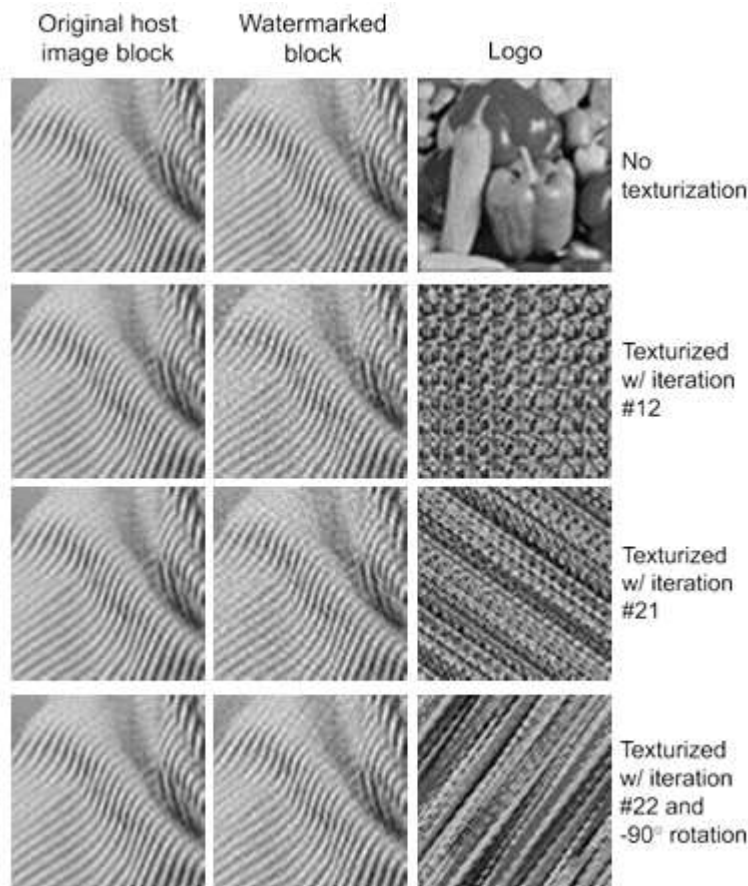 Original host
image block
Watermarked
block
Logo
No
texturization
Texturized
w/ iteration
#12
Texturized
w/ iteration
#21
Texturized
w/ iteration
#22 and
-90° rotation